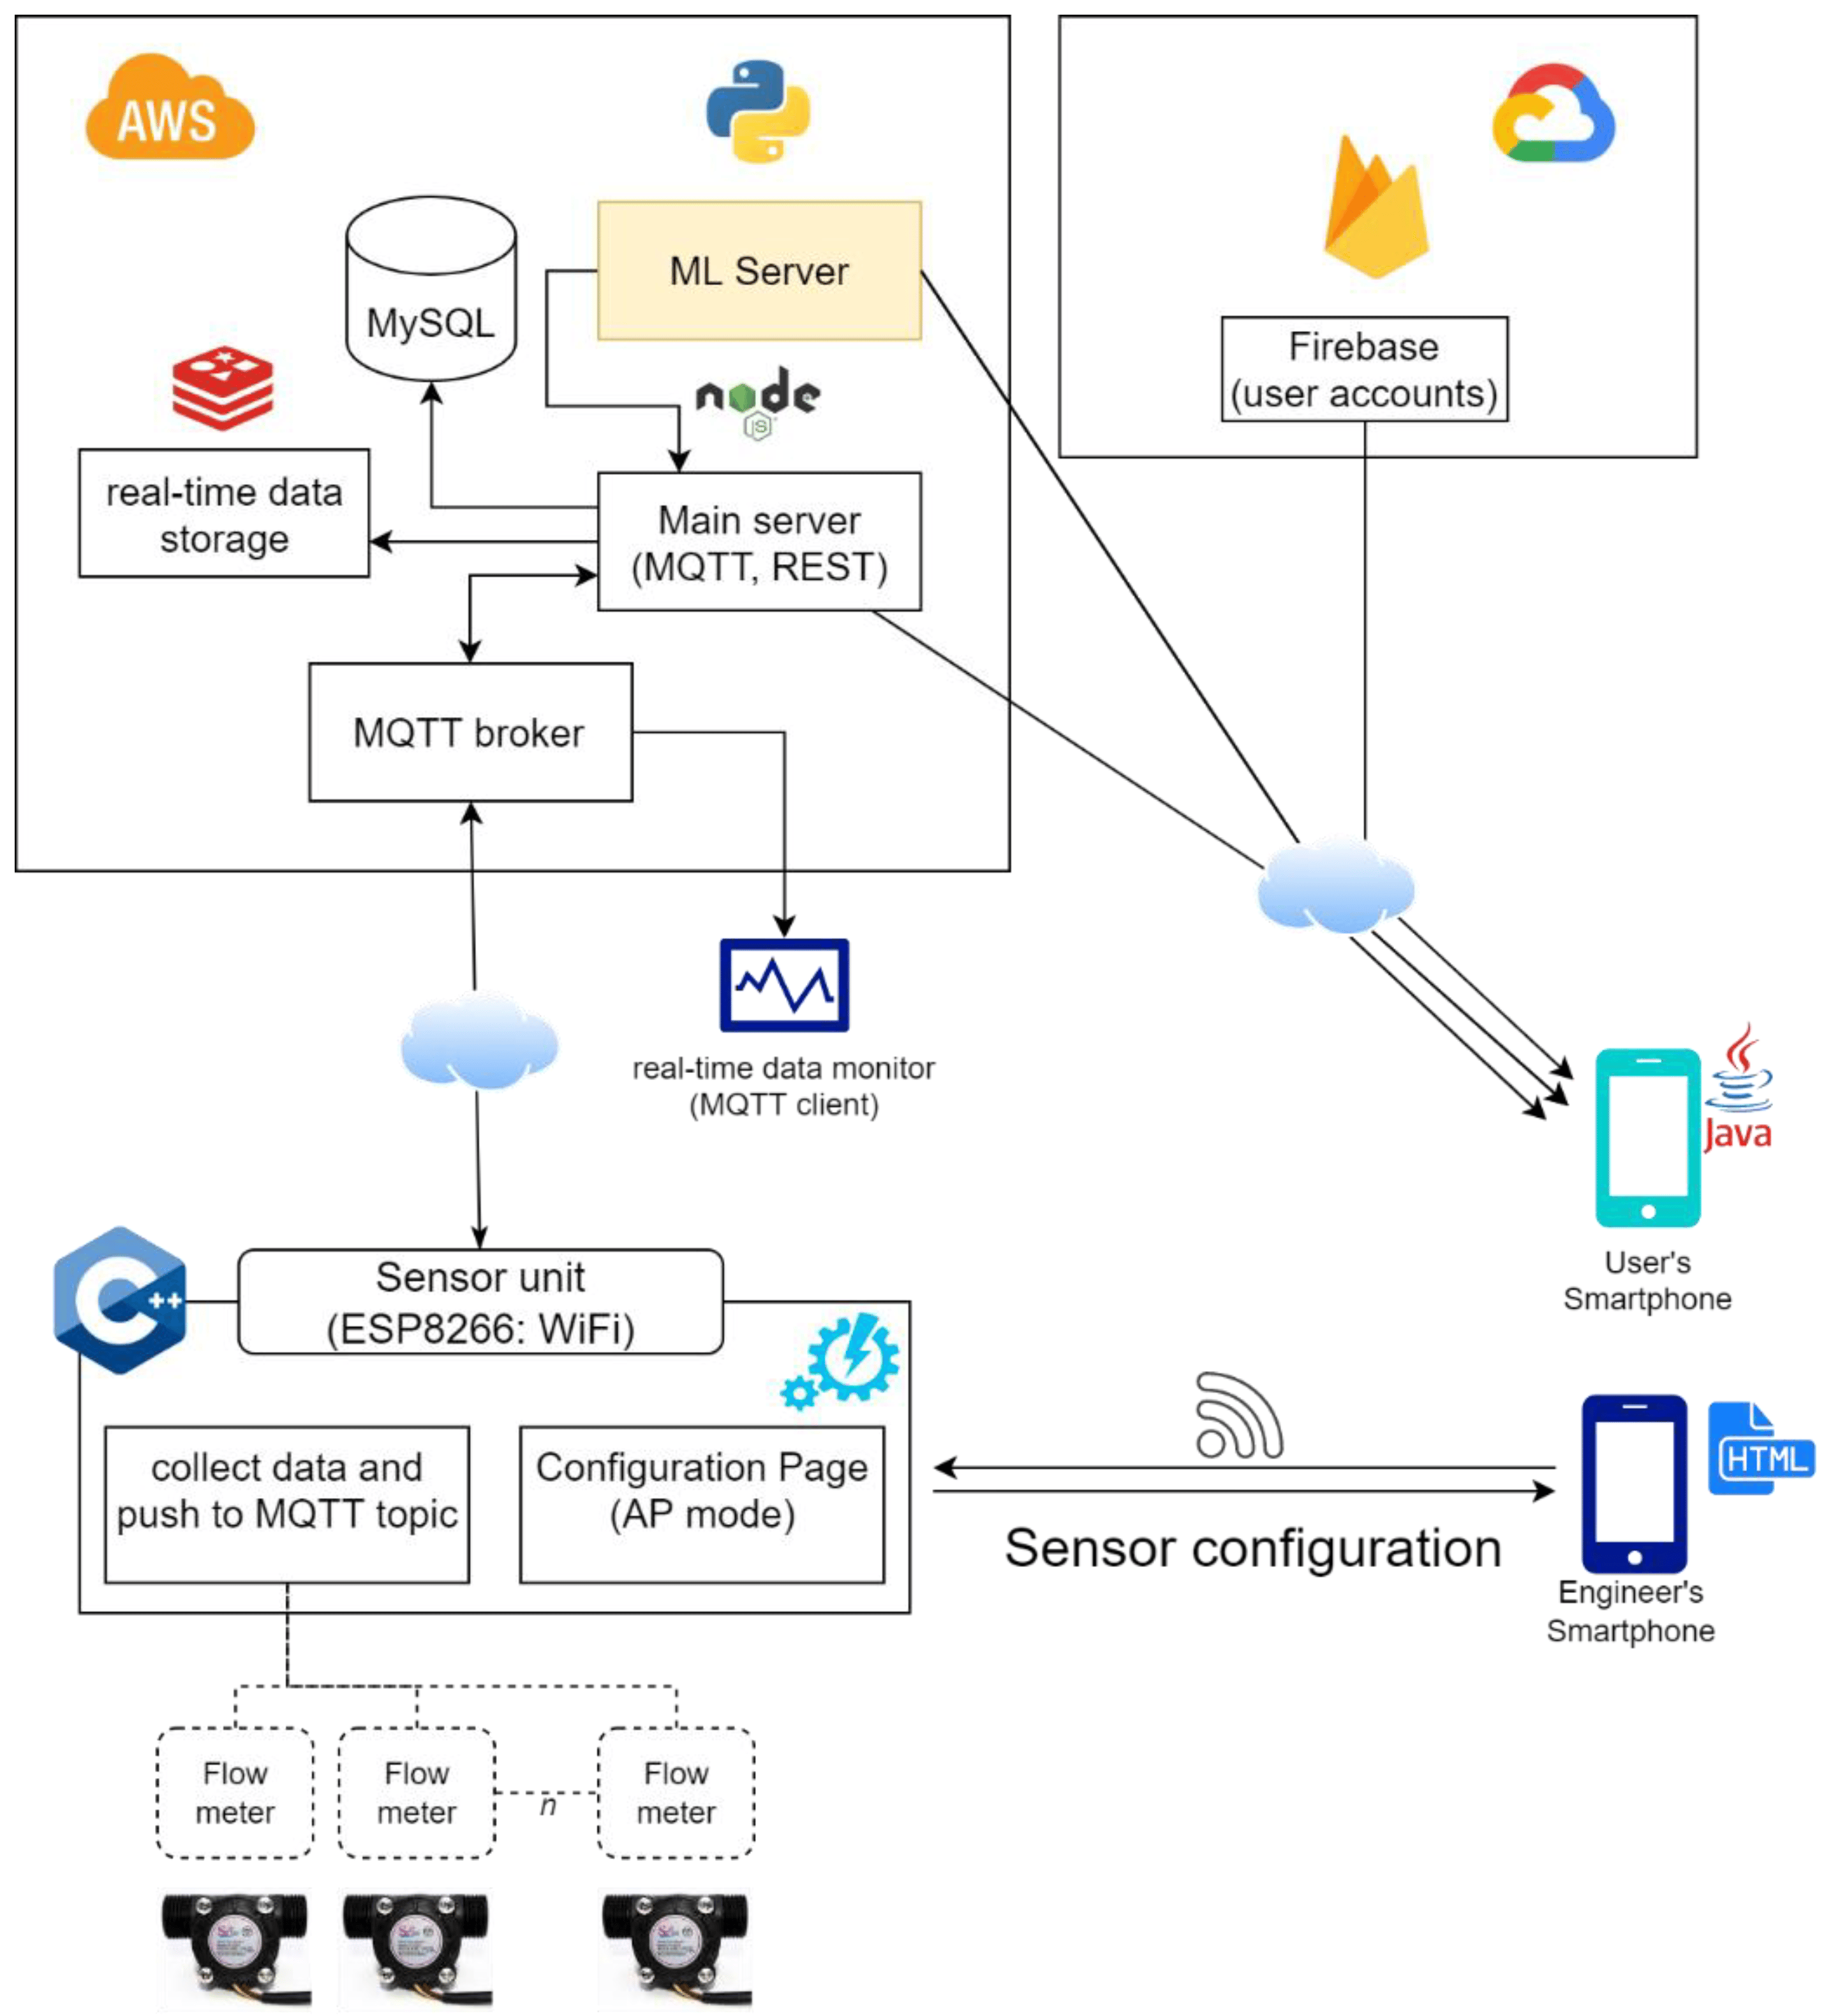 AWS
ML Server
MySQL
node
JS
Firebase
(user accounts)
real-time data
storage
Main server
(MQTT, REST)
MQTT broker
real-time data monitor
(MQTT client)
Java
User's
Smartphone
C++
Sensor unit
(ESP8266: WiFi)
collect data and
push to MQTT topic
Configuration Page
(AP mode)
HTML
Sensor configuration
Engineer's
Smartphone
Flow
meter
Flow
meter
n
Flow
meter